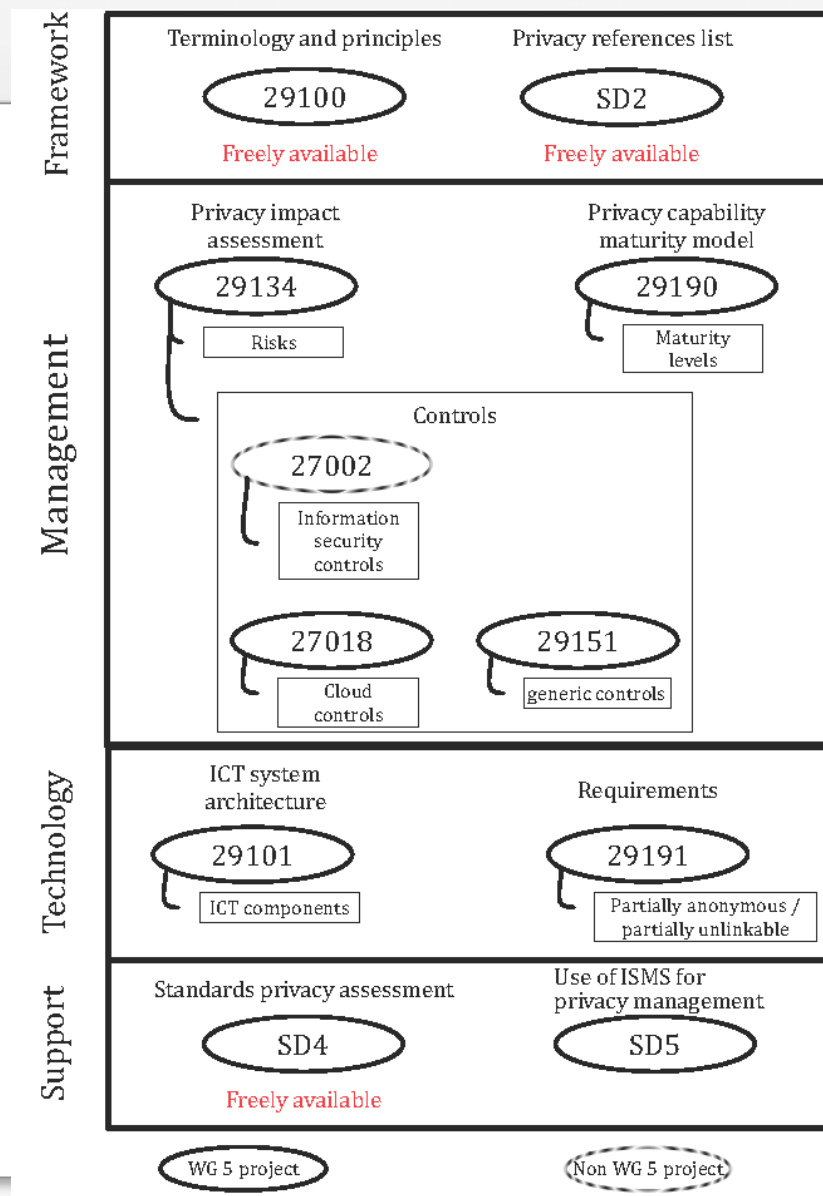 Framework
Terminology and principles
Privacy references list
29100
SD2
Freely available
Freely available
Management
Privacy impact
assessment
Privacy capability
maturity model
29134
29190
Risks
Maturity
levels
Controls
27002
Information
security
controls
27018
29151
Cloud
controls
generic controls
Technology
ICT system
architecture
Requirements
29101
29191
ICT components
Partially anonymous /
partially unlinkable
Support
Standards privacy assessment
Use of ISMS for
privacy management
SD4
SD5
Freely available
WG 5 project
Non WG 5 project